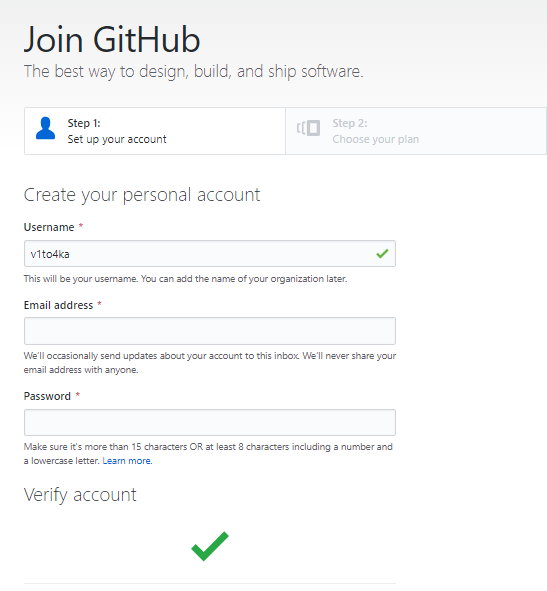 Join GitHub
The best way to design, build, and ship software.
Step 1:
Set up your account
Step 2:
Choose your plan
Create your personal account
Username *
v1to4ka
This will be your username. You can add the name of your organization later.
Email address *
We'll occasionally send updates about your account to this inbox. We'll never share your
email address with anyone.
Password *
Make sure it's more than 15 characters OR at least 8 characters including a number and
a lowercase letter. Learn more.
Verify account